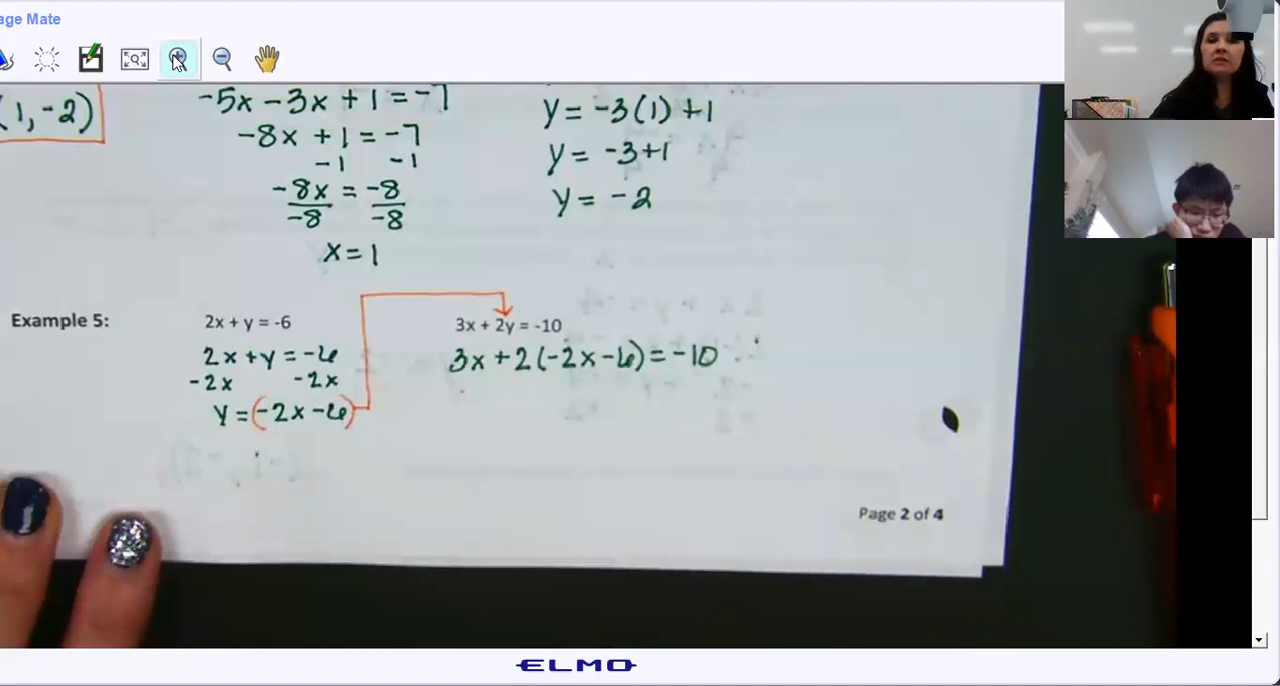 age Mate
(1, -2)
-5x - 3x + 1 = -7
-8x + 1 = -7
-1 -1
-8x = -8
-8 -8
x = 1
y = -3(1) + 1
y = -3+1
y = -2
Example 5:
2x + y = -6
2x + y = -6
-2x -2x
y = (-2x - 6)
3x + 2y = -10
3x + 2(-2x - 6) = -10
Page 2 of 4
ELMO